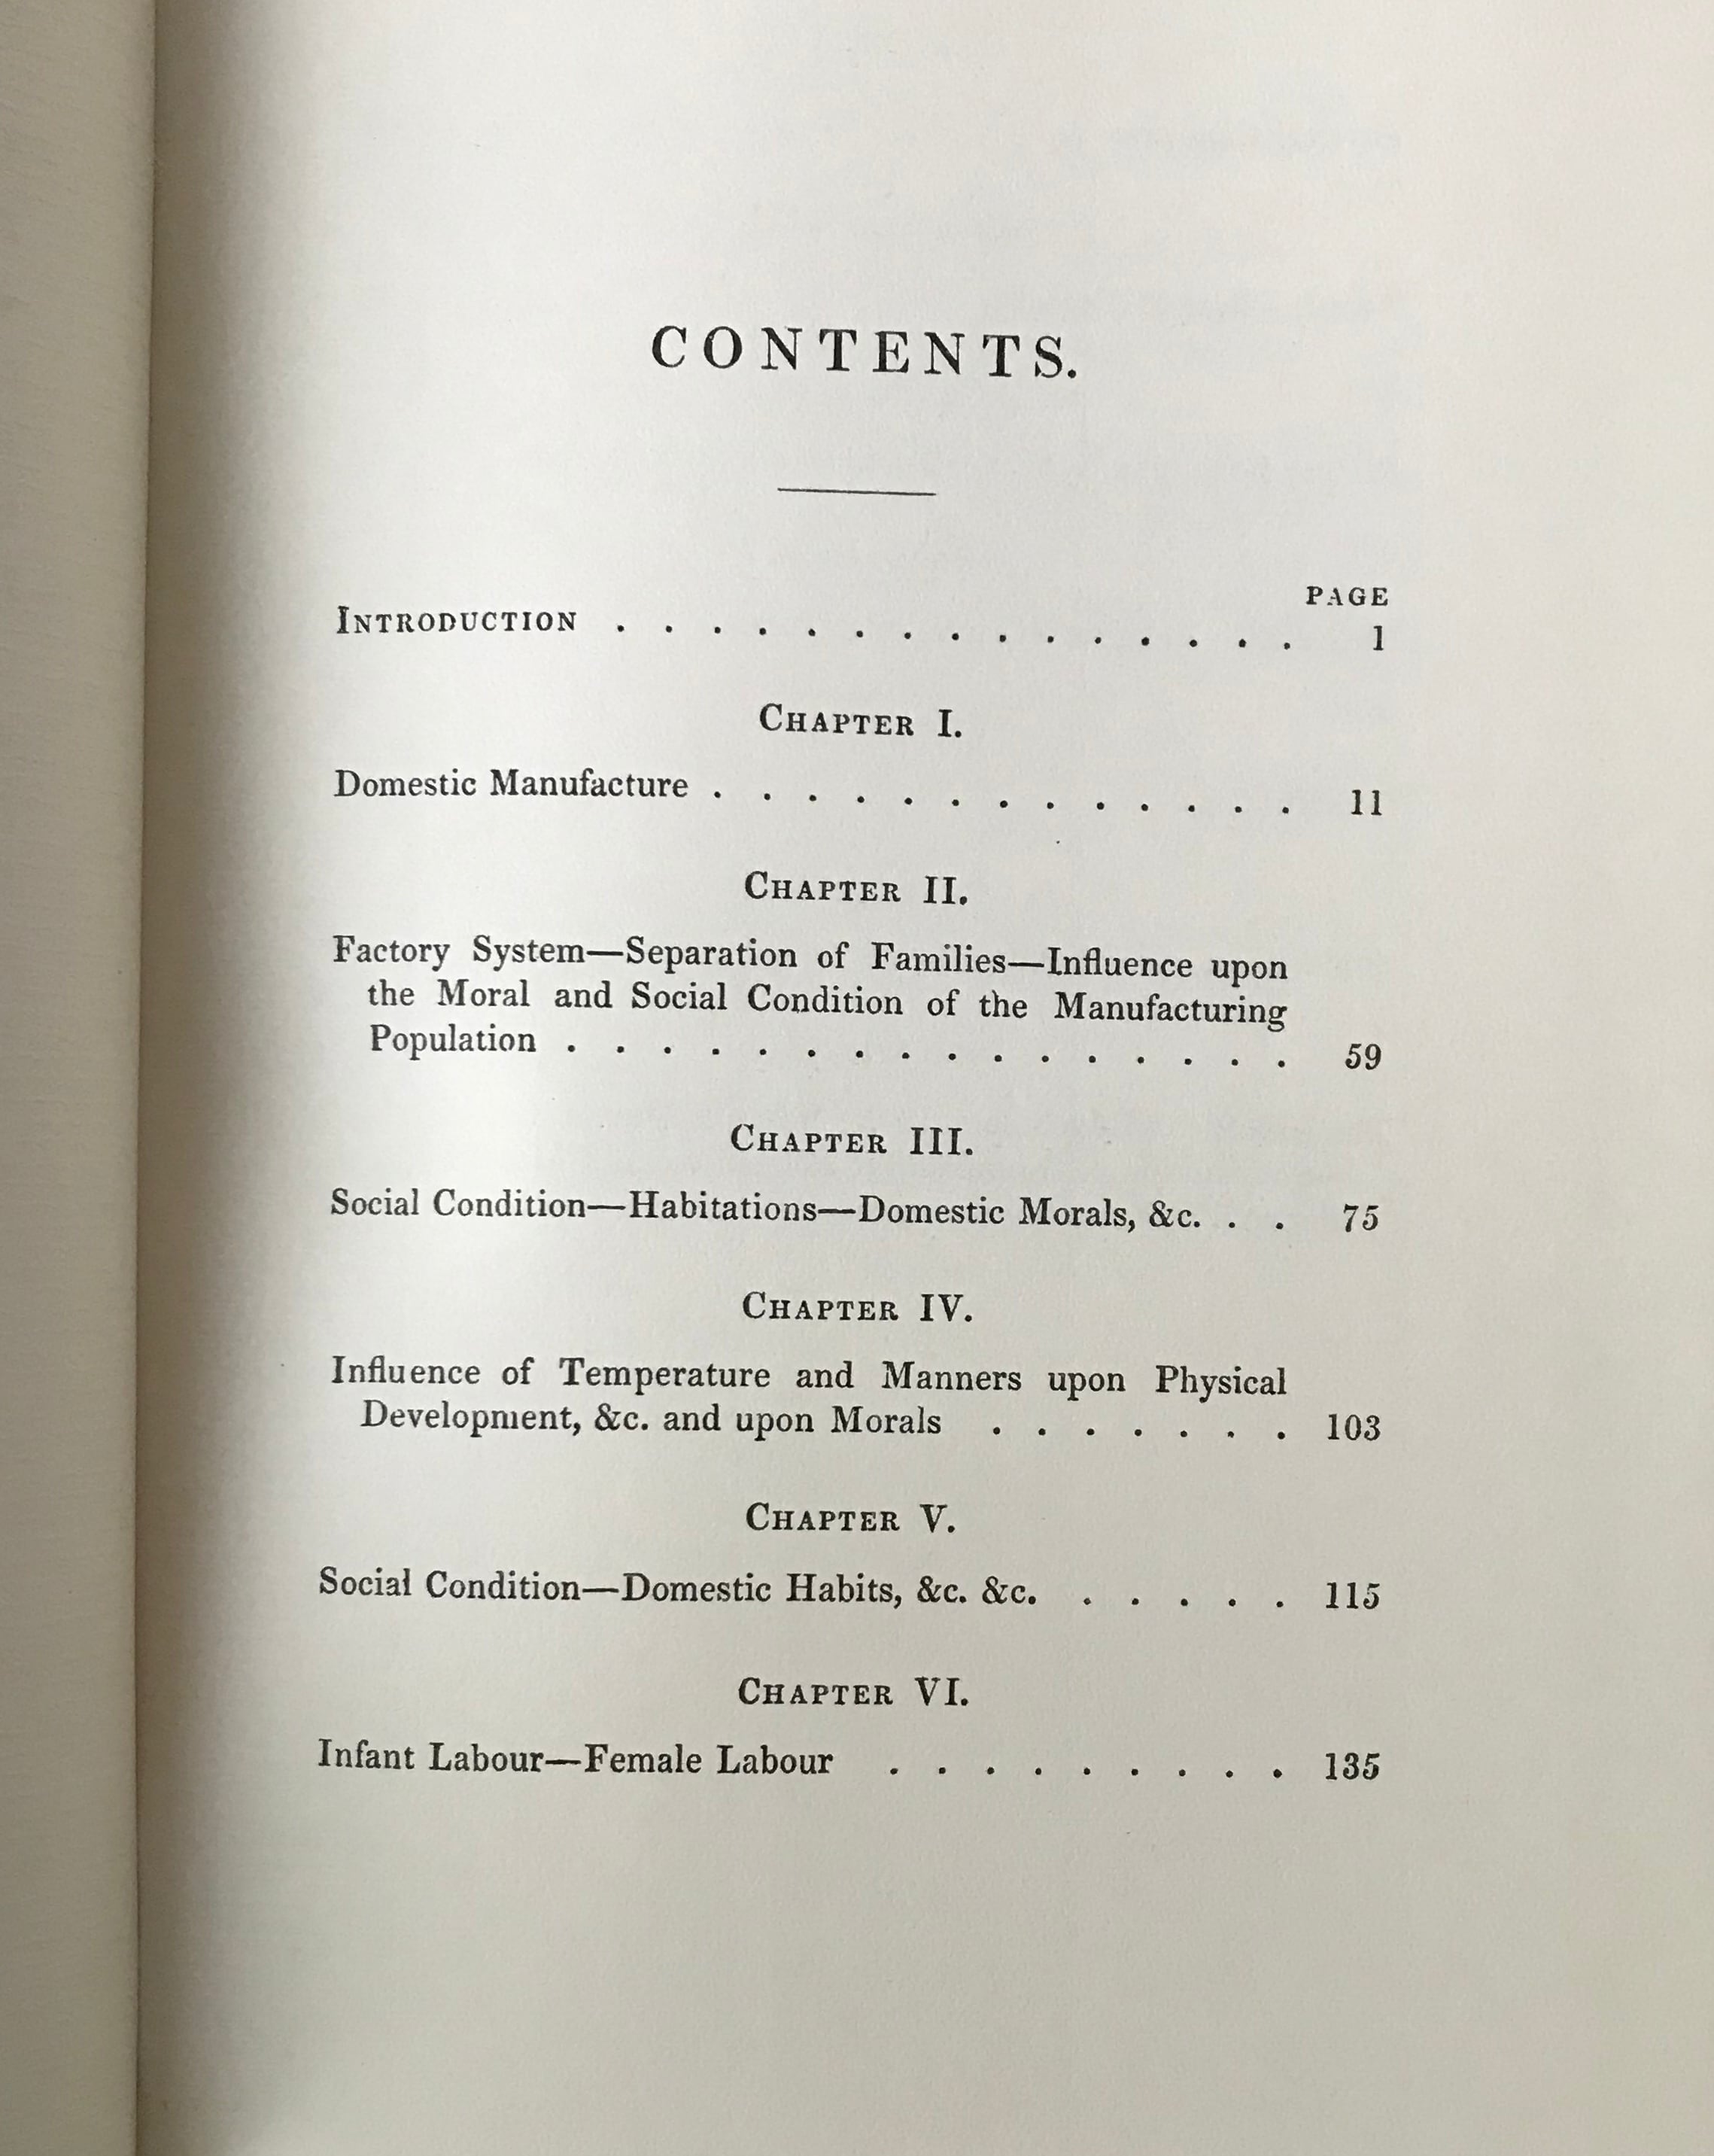 CONTENTS.
PAGE
INTRODUCTION . . . . . . . . . . . . . . . 1
CHAPTER I.
Domestic Manufacture . . . . . . . . . . . . . 11
CHAPTER II.
Factory System—Separation of Families—Influence upon
the Moral and Social Condition of the Manufacturing
Population . . . . . . . . . . . . . . . . 59
CHAPTER III.
Social Condition—Habitations—Domestic Morals, &c. . . 75
CHAPTER IV.
Influence of Temperature and Manners upon Physical
Development, &c. and upon Morals . . . . . . . 103
CHAPTER V.
Social Condition—Domestic Habits, &c. &c. . . . . . 115
CHAPTER VI.
Infant Labour—Female Labour . . . . . . . . . 135